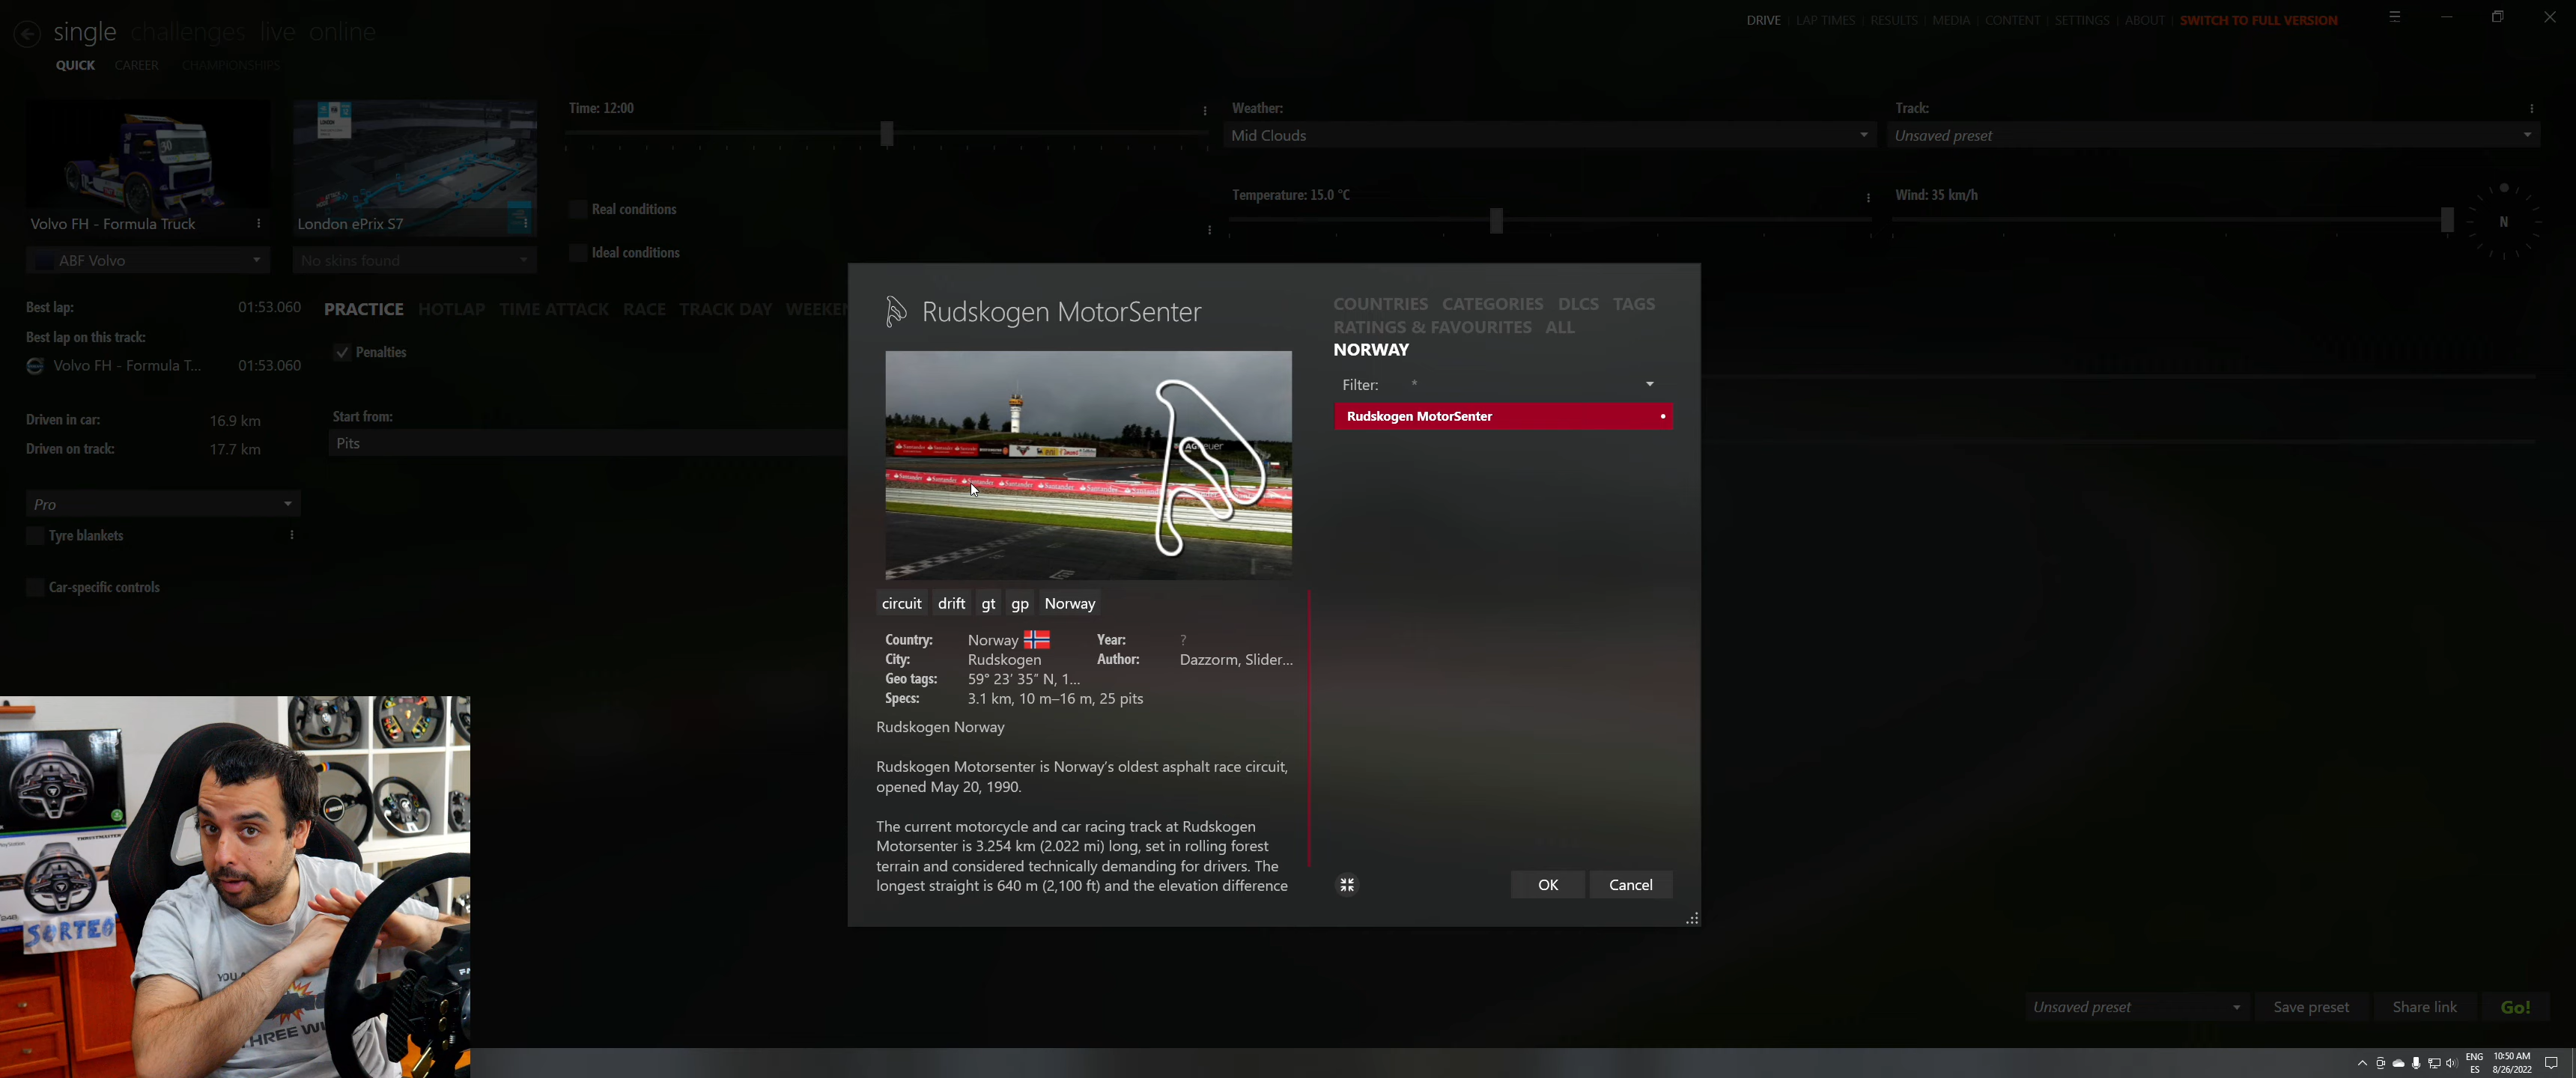 single challenges live online
DRIVE LAP TIMES RESULTS MEDIA CONTENT SETTINGS ABOUT SWITCH TO FULL VERSION
QUICK CAREER CHAMPIONSHIPS
Volvo FH - Formula Truck
ABF Volvo
London ePrix S7
No skins found
Time: 12:00
Real conditions
Ideal conditions
Weather:
Mid Clouds
Temperature: 15.0 °C
Track:
Unsaved preset
Wind: 35 km/h
N
Best lap: 01:53.060
Best lap on this track:
Volvo FH - Formula T... 01:53.060
Driven in car: 16.9 km
Driven on track: 17.7 km
Pro
Tyre blankets
Car-specific controls
PRACTICE HOTLAP TIME ATTACK RACE TRACK DAY WEEKEN
Penalties
Start from:
Pits
Rudskogen MotorSenter
Santander Santander Santander
circuit drift gt gp Norway
Country: Norway Year: ?
City: Rudskogen Author: Dazzorm, Slider...
Geo tags: 59° 23' 35" N, 1...
Specs: 3.1 km, 10 m–16 m, 25 pits
Rudskogen Norway
Rudskogen Motorsenter is Norway's oldest asphalt race circuit,
opened May 20, 1990.
The current motorcycle and car racing track at Rudskogen
Motorsenter is 3.254 km (2.022 mi) long, set in rolling forest
terrain and considered technically demanding for drivers. The
longest straight is 640 m (2,100 ft) and the elevation difference
COUNTRIES CATEGORIES DLCS TAGS
RATINGS & FAVOURITES ALL
NORWAY
Filter: *
Rudskogen MotorSenter
OK Cancel
THRUSTMASTER
SORTEO
YOU
THREE
Unsaved preset Save preset Share link Go!
ENG
ES
10:50 AM
8/26/2022